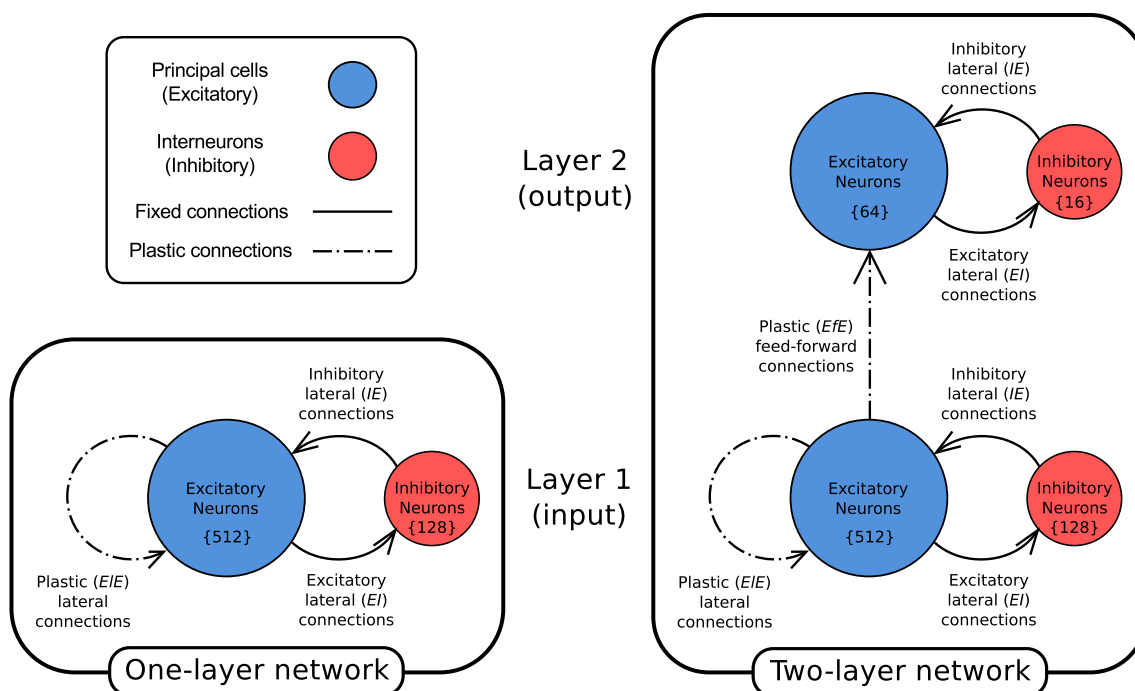 Principal cells
(Excitatory)
Interneurons
(Inhibitory)
Fixed connections
Plastic connections
Layer 2
(output)
Layer 1
(input)
Inhibitory
lateral (IE)
connections
Excitatory
Neurons
{512}
Inhibitory
Neurons
{128}
Plastic (ElE)
lateral
connections
Excitatory
lateral (EI)
connections
One-layer network
Inhibitory
lateral (IE)
connections
Excitatory
Neurons
{64}
Inhibitory
Neurons
{16}
Excitatory
lateral (EI)
connections
Plastic (EfE)
feed-forward
connections
Inhibitory
lateral (IE)
connections
Excitatory
Neurons
{512}
Inhibitory
Neurons
{128}
Plastic (ElE)
lateral
connections
Excitatory
lateral (EI)
connections
Two-layer network